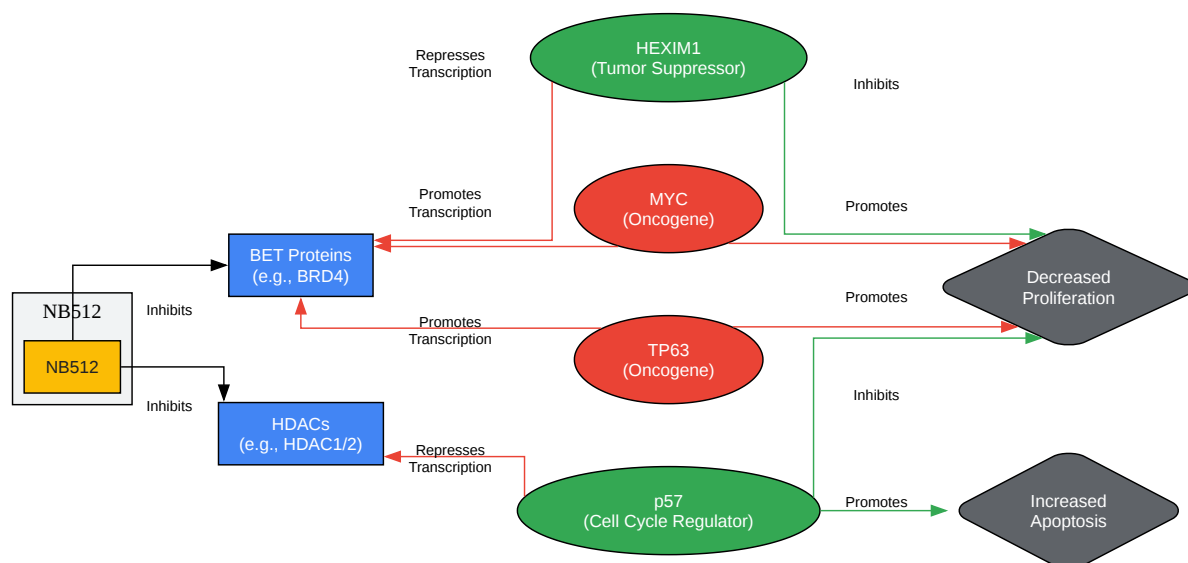 HEXIM1
(Tumor Suppressor)
Represses
Transcription
Inhibits
MYC
(Oncogene)
Promotes
Transcription
Promotes
BET Proteins
(e.g., BRD4)
Decreased
Proliferation
NB512
Inhibits
Promotes
Promotes
Transcription
TP63
(Oncogene)
NB512
Inhibits
Inhibits
HDACs
(e.g., HDAC1/2)
Represses
Transcription
p57
(Cell Cycle Regulator)
Promotes
Increased
Apoptosis